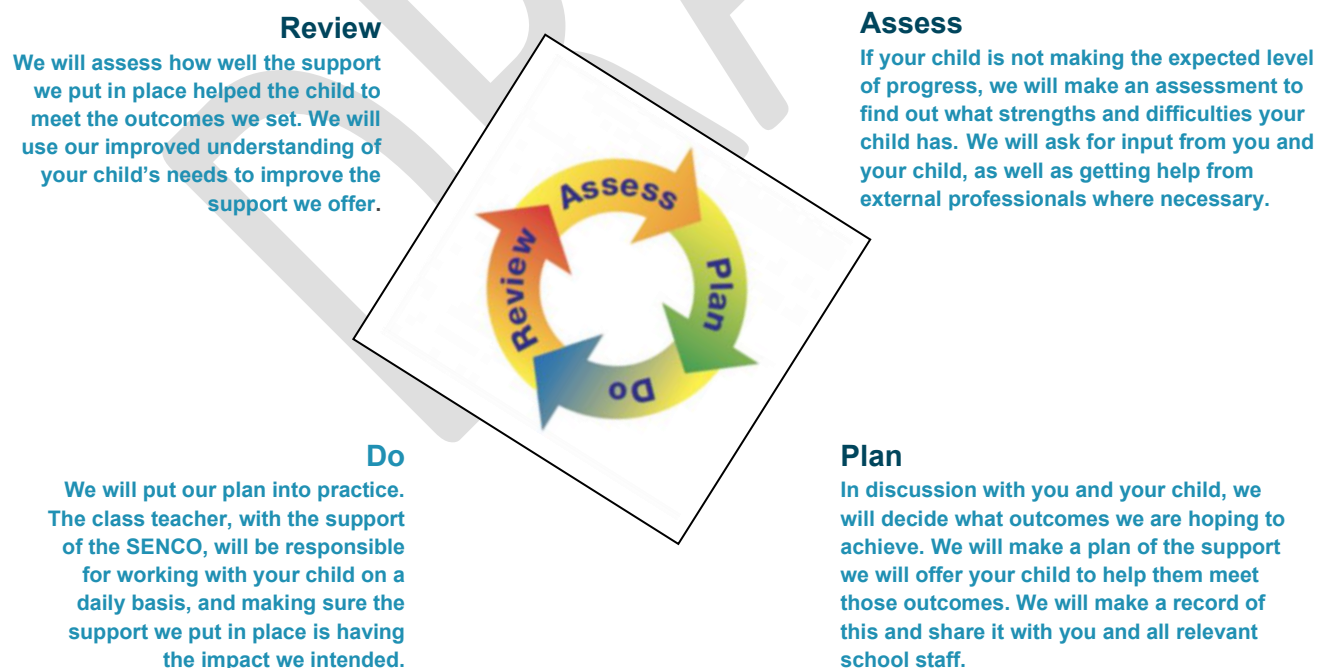 Review
We will assess how well the support
we put in place helped the child to
meet the outcomes we set. We will
use our improved understanding of
your child’s needs to improve the
support we offer.
Assess
If your child is not making the expected level
of progress, we will make an assessment to
find out what strengths and difficulties your
child has. We will ask for input from you and
your child, as well as getting help from
external professionals where necessary.
Assess
Plan
Do
Review
Do
We will put our plan into practice.
The class teacher, with the support
of the SENCO, will be responsible
for working with your child on a
daily basis, and making sure the
support we put in place is having
the impact we intended.
Plan
In discussion with you and your child, we
will decide what outcomes we are hoping to
achieve. We will make a plan of the support
we will offer your child to help them meet
those outcomes. We will make a record of
this and share it with you and all relevant
school staff.